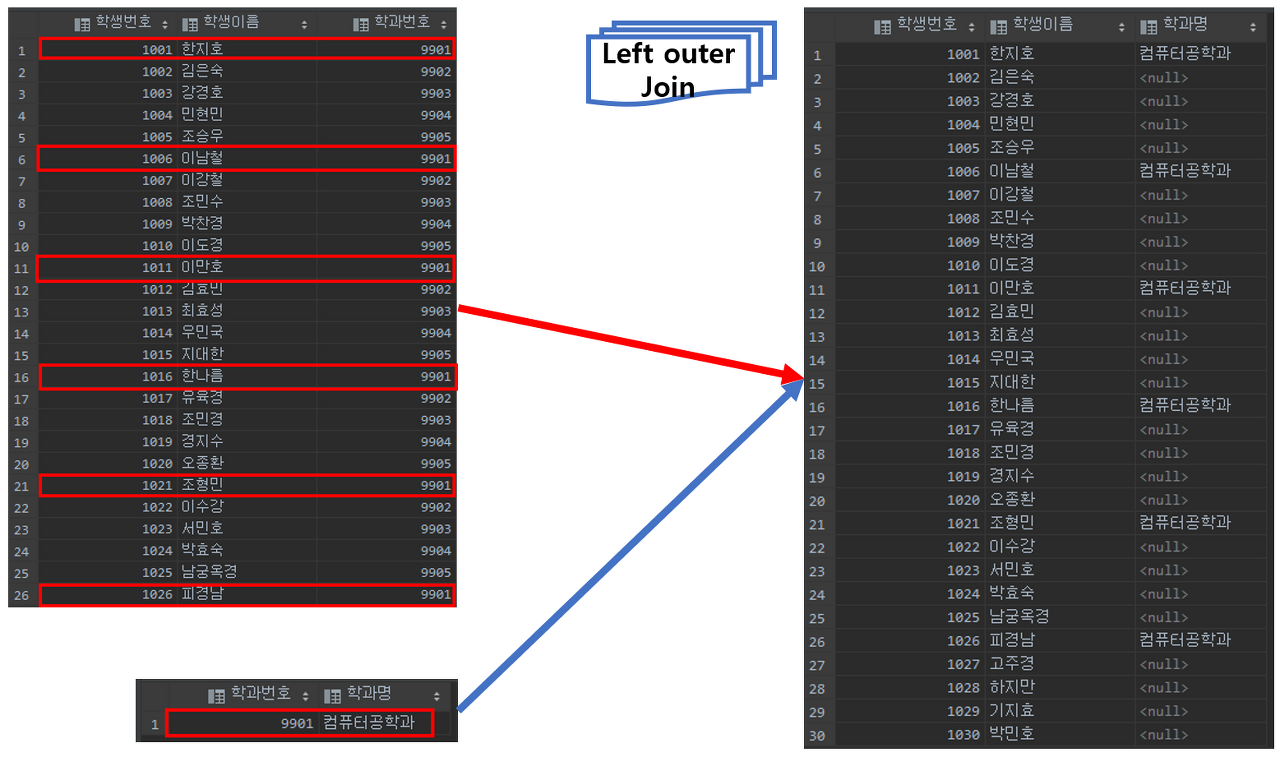 학생번호 학생이름 학과번호
1 1001 한지호 9901
2 1002 김은숙 9902
3 1003 강경호 9903
4 1004 민현민 9904
5 1005 조승우 9905
6 1006 이남철 9901
7 1007 이강철 9902
8 1008 조민수 9903
9 1009 박찬경 9904
10 1010 이도경 9905
11 1011 이만호 9901
12 1012 김효민 9902
13 1013 최효성 9903
14 1014 우민국 9904
15 1015 지대한 9905
16 1016 한나름 9901
17 1017 유육경 9902
18 1018 조민경 9903
19 1019 경지수 9904
20 1020 오종환 9905
21 1021 조형민 9901
22 1022 이수강 9902
23 1023 서민호 9903
24 1024 박효숙 9904
25 1025 남궁옥경 9905
26 1026 피경남 9901
Left outer
Join
학과번호 학과명
1 9901 컴퓨터공학과
학생번호 학생이름 학과명
1 1001 한지호 컴퓨터공학과
2 1002 김은숙 <null>
3 1003 강경호 <null>
4 1004 민현민 <null>
5 1005 조승우 <null>
6 1006 이남철 컴퓨터공학과
7 1007 이강철 <null>
8 1008 조민수 <null>
9 1009 박찬경 <null>
10 1010 이도경 <null>
11 1011 이만호 컴퓨터공학과
12 1012 김효민 <null>
13 1013 최효성 <null>
14 1014 우민국 <null>
15 1015 지대한 <null>
16 1016 한나름 컴퓨터공학과
17 1017 유육경 <null>
18 1018 조민경 <null>
19 1019 경지수 <null>
20 1020 오종환 <null>
21 1021 조형민 컴퓨터공학과
22 1022 이수강 <null>
23 1023 서민호 <null>
24 1024 박효숙 <null>
25 1025 남궁옥경 <null>
26 1026 피경남 컴퓨터공학과
27 1027 고주경 <null>
28 1028 하지만 <null>
29 1029 기지효 <null>
30 1030 박민호 <null>